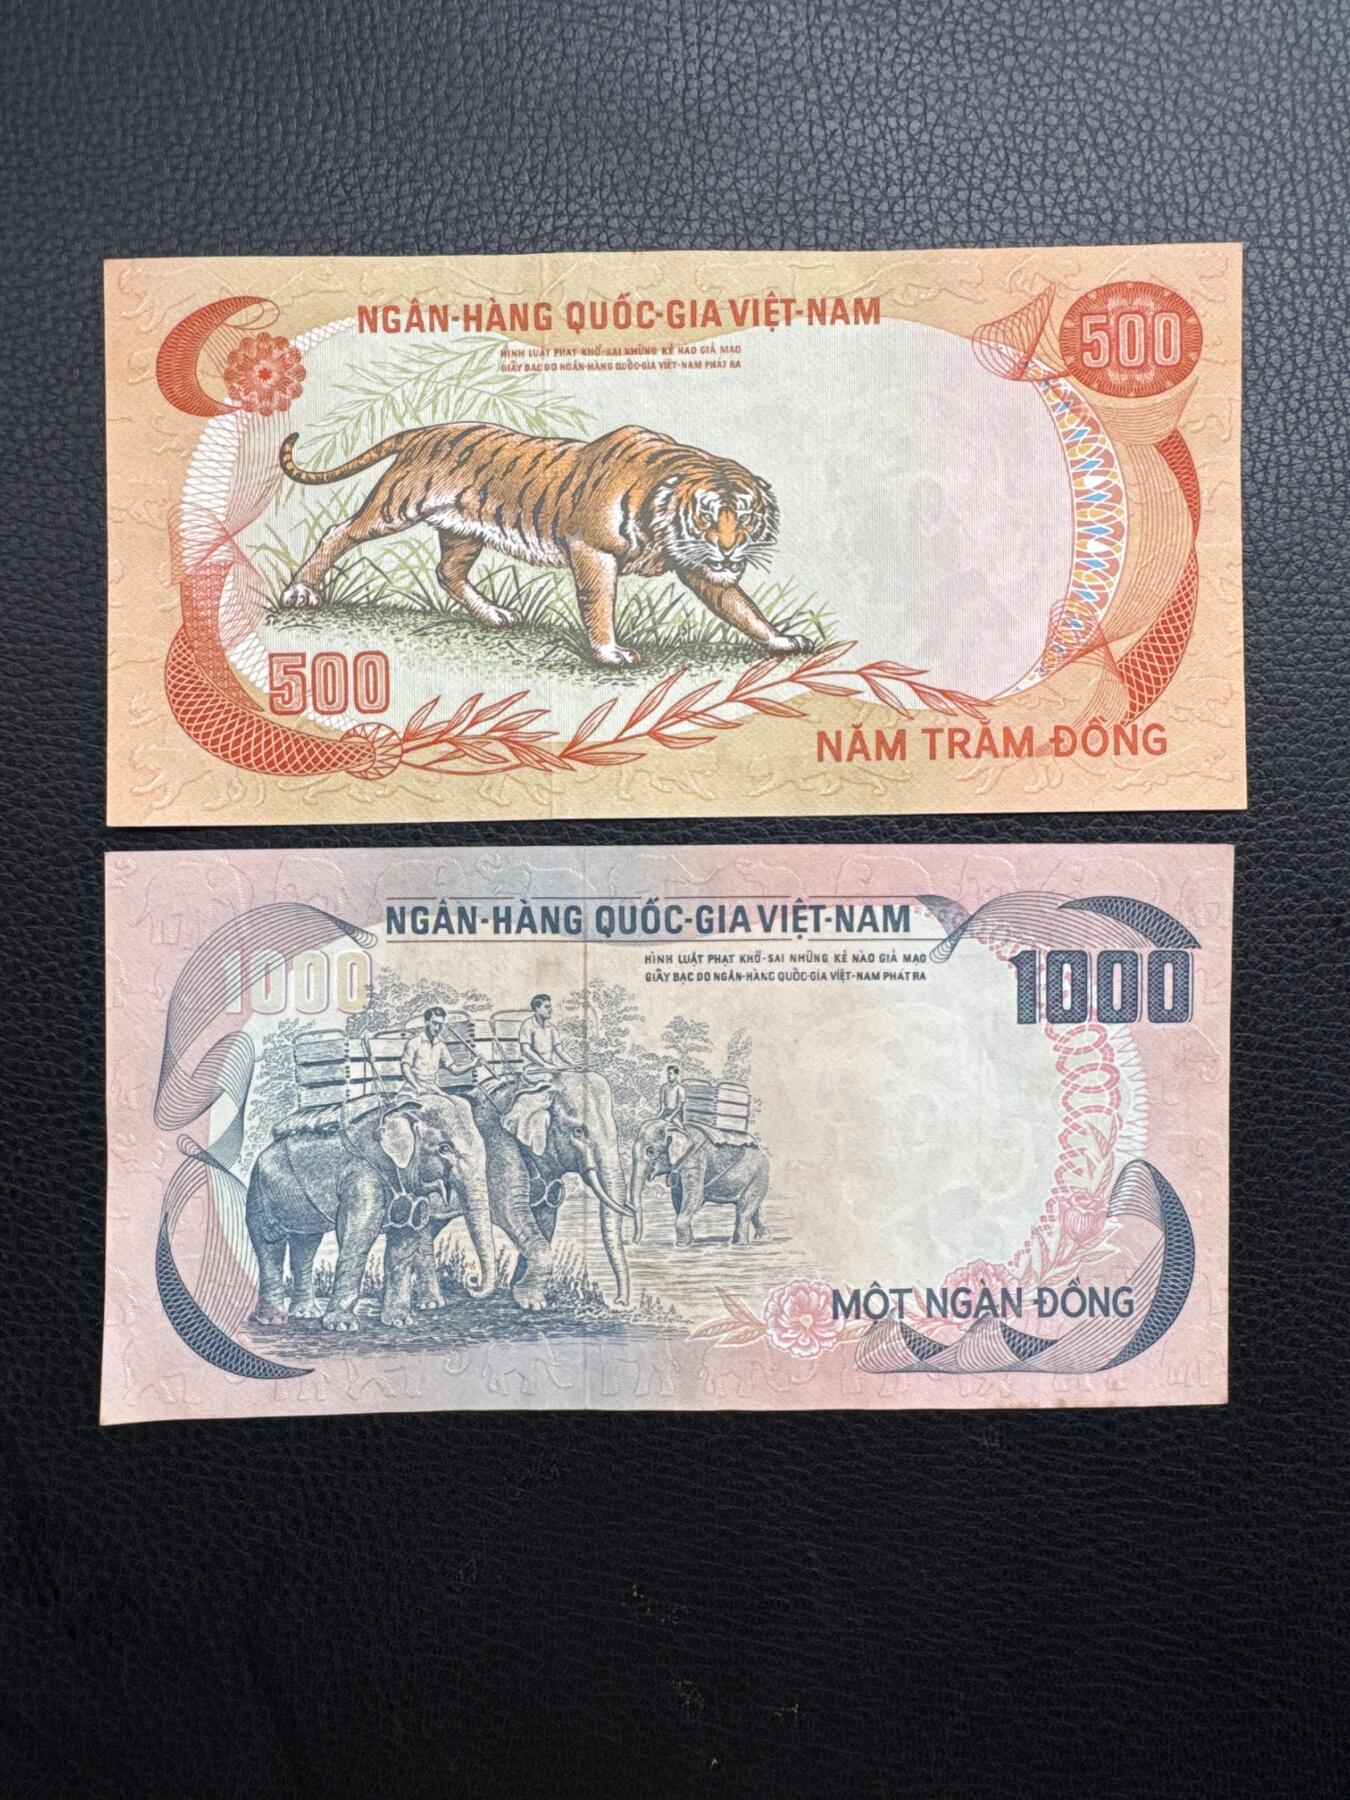 NGÂN-HÀNG QUỐC-GIA VIỆT-NAM
HÌNH LUẬT PHẠT KHỔ-SAI NHỮNG KẺ NÀO GIẢ MẠO
GIẤY BẠC DO NGÂN-HÀNG QUỐC-GIA VIỆT-NAM PHÁT RA
500
500
NĂM TRĂM ĐỒNG
NGÂN-HÀNG QUỐC-GIA VIỆT-NAM
HÌNH LUẬT PHẠT KHỔ-SAI NHỮNG KẺ NÀO GIẢ MẠO
GIẤY BẠC DO NGÂN-HÀNG QUỐC-GIA VIỆT-NAM PHÁT RA
1000
1000
MỘT NGÀN ĐỒNG